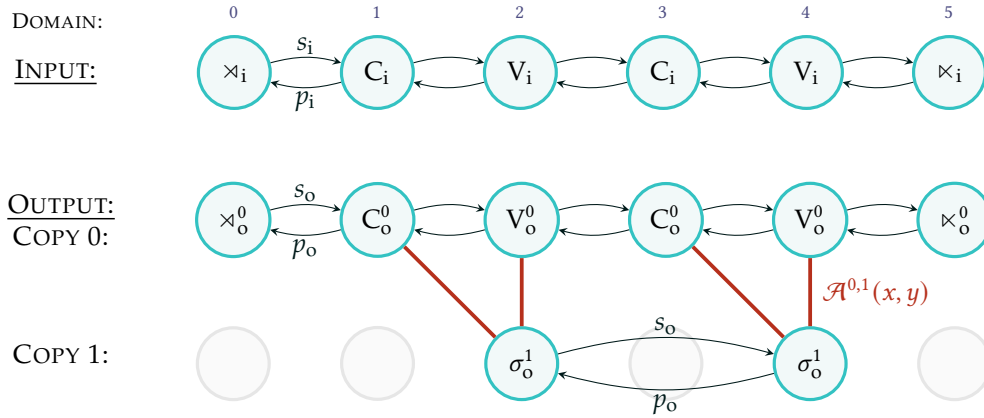 DOMAIN: 0 1 2 3 4 5
s_i
INPUT: ⋊_i C_i V_i C_i V_i ⋉_i
p_i
s_o
OUTPUT: ⋊_o^0 C_o^0 V_o^0 C_o^0 V_o^0 ⋉_o^0
COPY 0: p_o
𝒜^{0,1}(x, y)
s_o
COPY 1: σ_o^1 σ_o^1
p_o